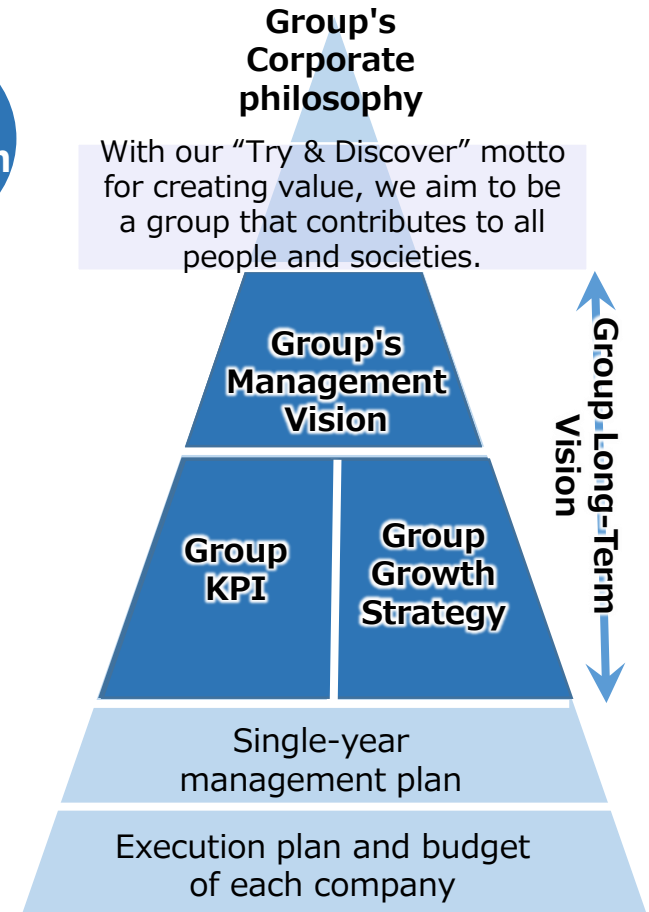 Group's
Corporate
philosophy
With our “Try & Discover” motto
for creating value, we aim to be
a group that contributes to all
people and societies.
Group's
Management
Vision
Group Long-Term
Vision
Group
KPI
Group
Growth
Strategy
Single-year
management plan
Execution plan and budget
of each company